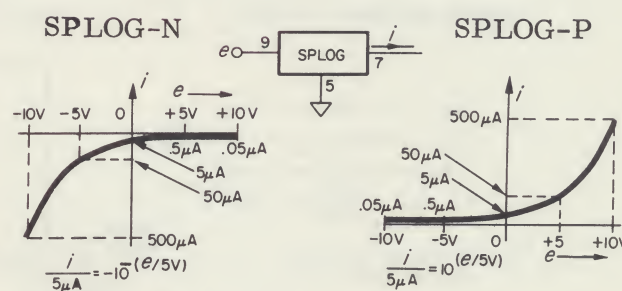 SPLOG-N
-10V -5V 0 e +5V +10V
i
.5µA .05µA
5µA
50µA
500µA
i/5µA = -10^-(e/5V)
e 9 SPLOG i 7
5
SPLOG-P
i
500µA
50µA
5µA
.05µA .5µA
-10V -5V 0 +5 e +10V
i/5µA = 10^(e/5V)